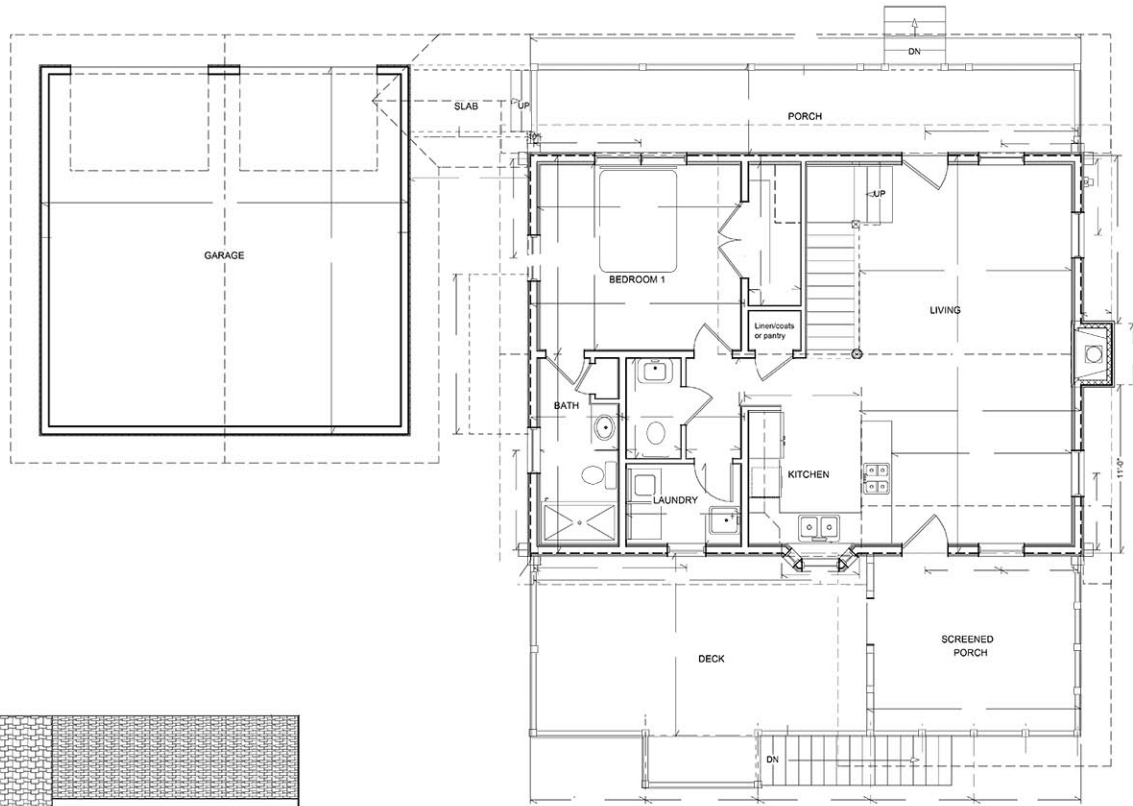 DN
SLAB
UP
PORCH
UP
GARAGE
BEDROOM 1
LIVING
Linen/coats
or pantry
BATH
KITCHEN
11'-0"
LAUNDRY
SCREENED
PORCH
DECK
DN